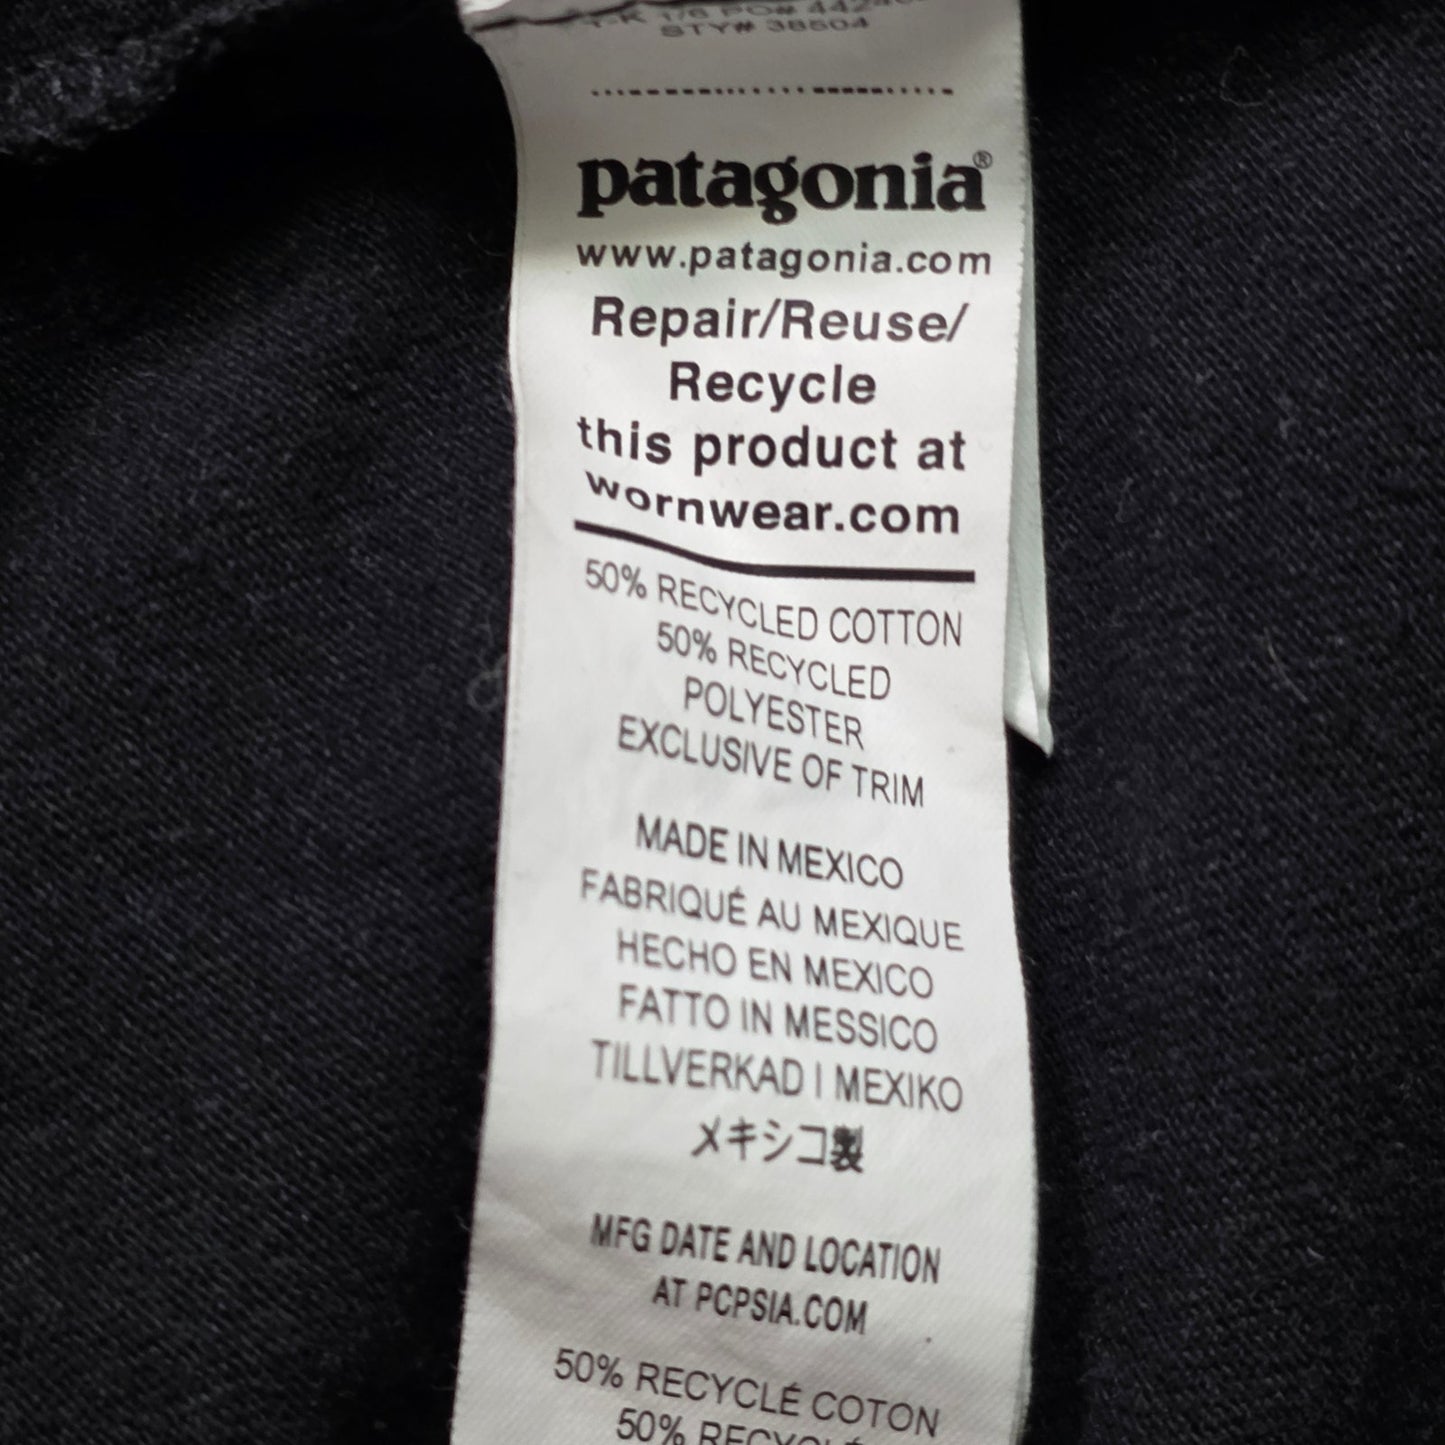 STY# 38504
patagonia®
www.patagonia.com
Repair/Reuse/
Recycle
this product at
wornwear.com
50% RECYCLED COTTON
50% RECYCLED
POLYESTER
EXCLUSIVE OF TRIM
MADE IN MEXICO
FABRIQUÉ AU MEXIQUE
HECHO EN MEXICO
FATTO IN MESSICO
TILLVERKAD I MEXIKO
メキシコ製
MFG DATE AND LOCATION
AT PCPSIA.COM
50% RECYCLÉ COTON
50%